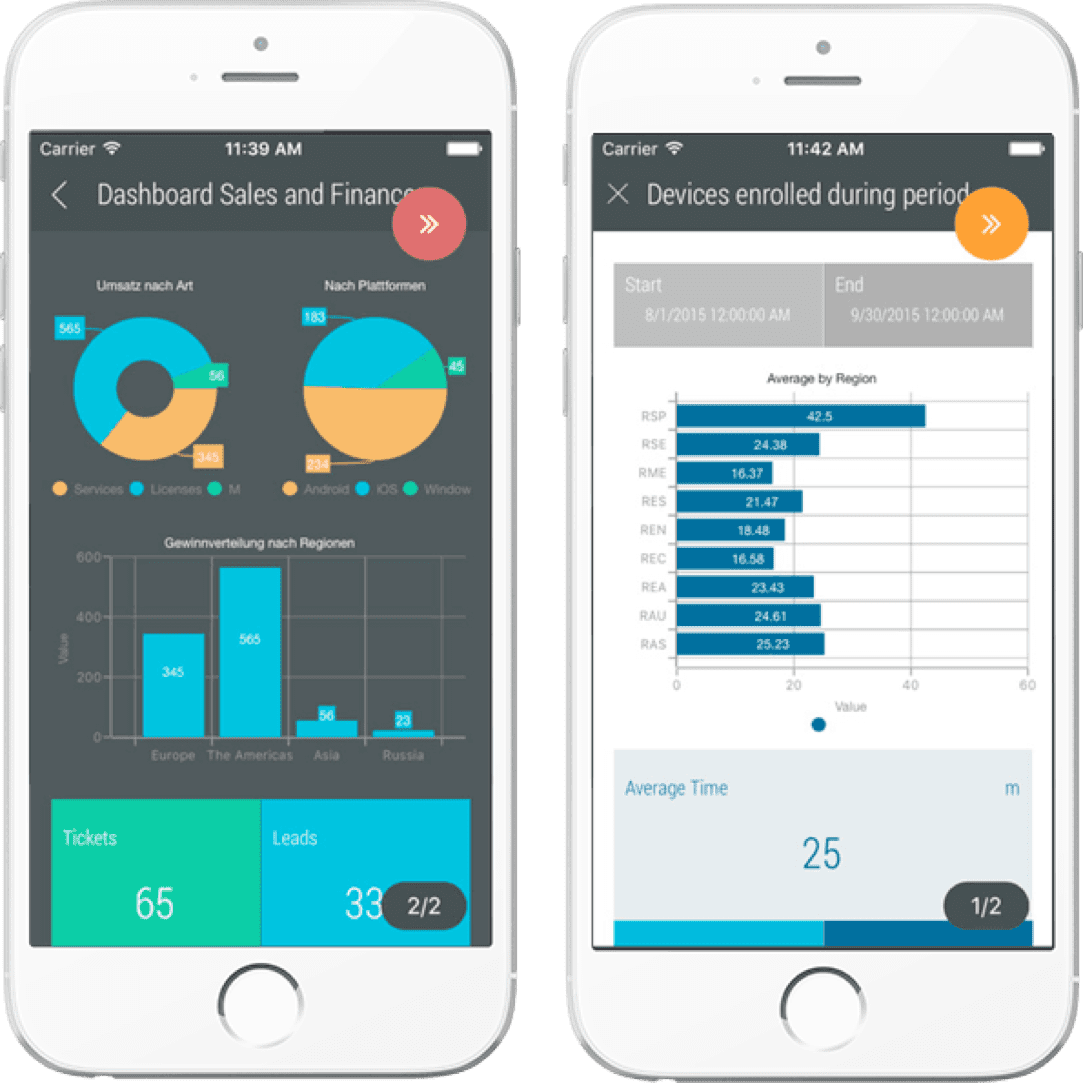 Carrier 11:39 AM
Dashboard Sales and Finance
Umsatz nach Art
565
56
345
Services Licenses M
Nach Plattformen
183
45
234
Android iOS Window
Gewinnverteilung nach Regionen
600
400
200
0
Value
345
565
56
23
Europe The Americas Asia Russia
Tickets
65
Leads
33
2/2
Carrier 11:42 AM
Devices enrolled during period
Start
8/1/2015 12:00:00 AM
End
9/30/2015 12:00:00 AM
Average by Region
RSP 42.5
RSE 24.38
RME 16.37
RES 21.47
REN 18.48
REC 16.58
REA 23.43
RAU 24.61
RAS 25.23
0 20 40 60
Value
Average Time m
25
1/2